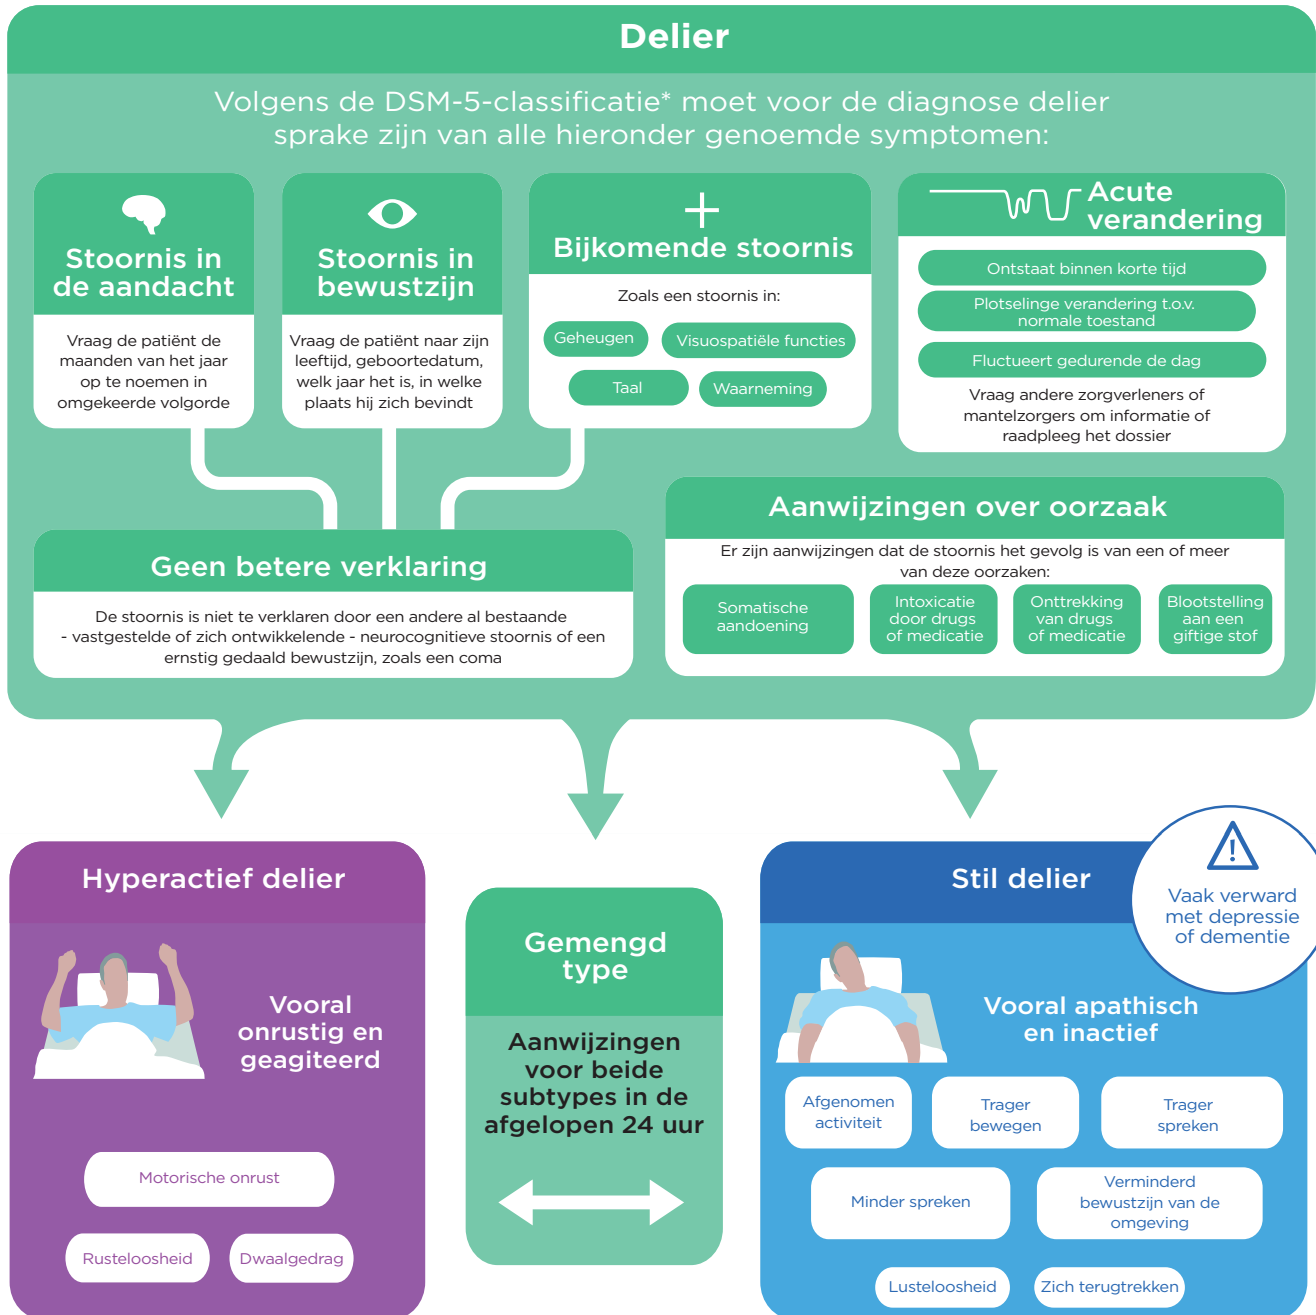 Delier
Volgens de DSM-5-classificatie* moet voor de diagnose delier
sprake zijn van alle hieronder genoemde symptomen:
Stoornis in
de aandacht
Vraag de patiënt de
maanden van het jaar
op te noemen in
omgekeerde volgorde
Stoornis in
bewustzijn
Vraag de patiënt naar zijn
leeftijd, geboortedatum,
welk jaar het is, in welke
plaats hij zich bevindt
Bijkomende stoornis
Zoals een stoornis in:
Geheugen
Visuospatiële functies
Taal
Waarneming
Acute
verandering
Ontstaat binnen korte tijd
Plotselinge verandering t.o.v.
normale toestand
Fluctueert gedurende de dag
Vraag andere zorgverleners of
mantelzorgers om informatie of
raadpleeg het dossier
Geen betere verklaring
De stoornis is niet te verklaren door een andere al bestaande
- vastgestelde of zich ontwikkelende - neurocognitieve stoornis of een
ernstig gedaald bewustzijn, zoals een coma
Aanwijzingen over oorzaak
Er zijn aanwijzingen dat de stoornis het gevolg is van een of meer
van deze oorzaken:
Somatische
aandoening
Intoxicatie
door drugs
of medicatie
Onttrekking
van drugs
of medicatie
Blootstelling
aan een
giftige stof
Hyperactief delier
Vooral
onrustig en
geagiteerd
Motorische onrust
Rusteloosheid
Dwaalgedrag
Gemengd
type
Aanwijzingen
voor beide
subtypes in de
afgelopen 24 uur
Stil delier
Vaak verward
met depressie
of dementie
Vooral apathisch
en inactief
Afgenomen
activiteit
Trager
bewegen
Trager
spreken
Minder spreken
Verminderd
bewustzijn van de
omgeving
Lusteloosheid
Zich terugtrekken